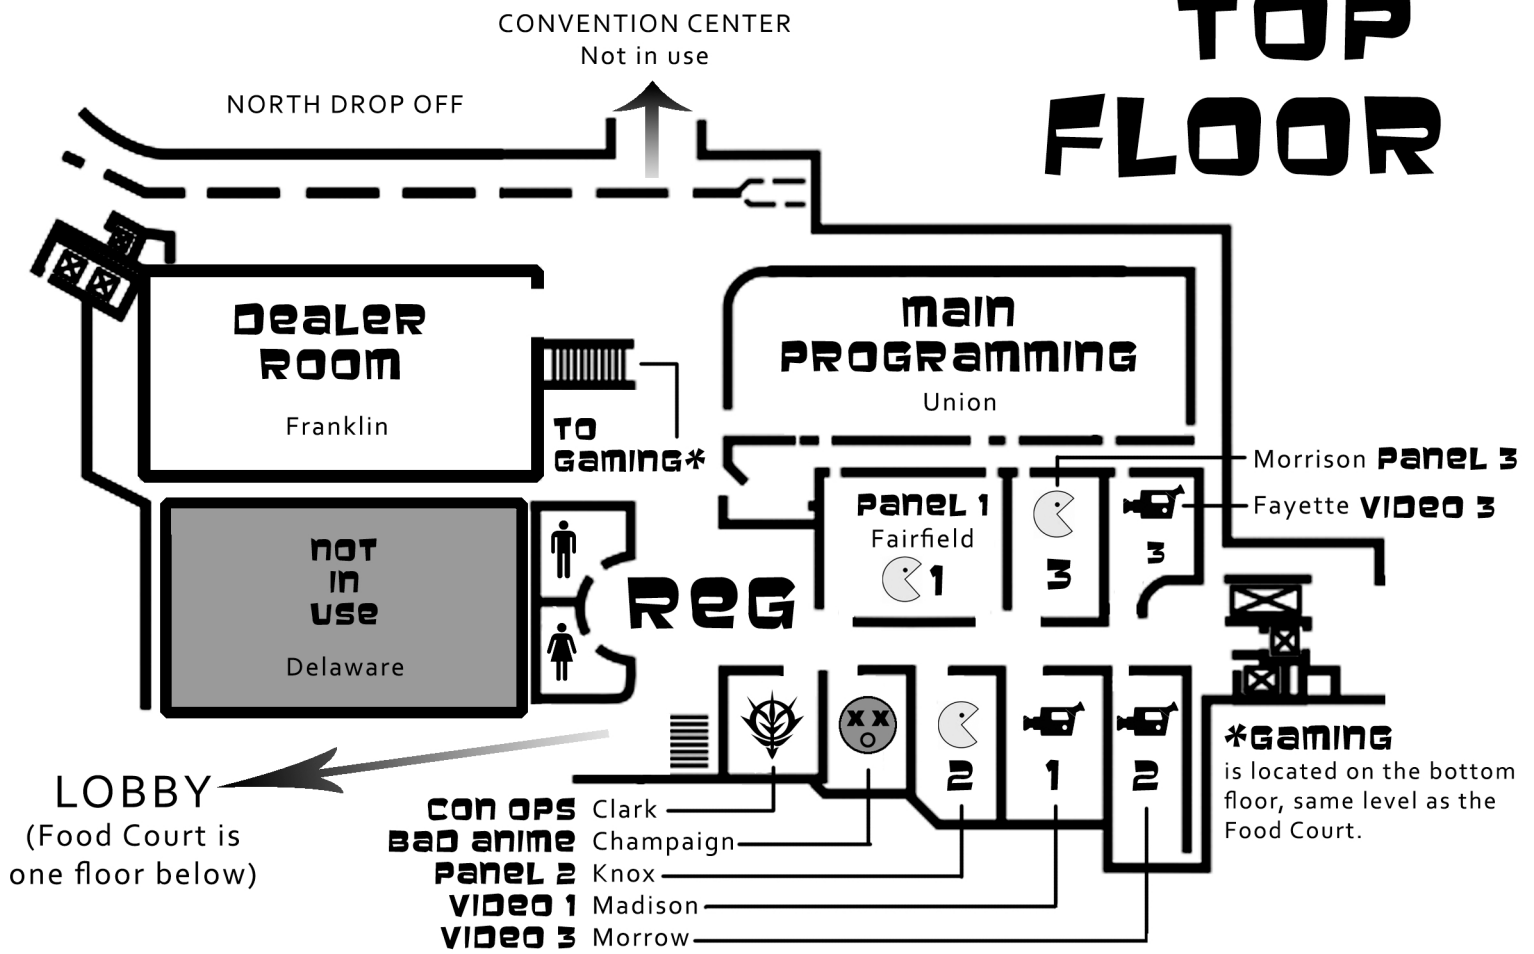 CONVENTION CENTER
Not in use
TOP
FLOOR
NORTH DROP OFF
DEALER
ROOM
Franklin
TO
GAMING*
MAIN
PROGRAMMING
Union
Morrison PANEL 3
Fayette VIDEO 3
PANEL 1
Fairfield
1
3
3
NOT
IN
USE
Delaware
REG
2
1
2
LOBBY
(Food Court is
one floor below)
CON OPS Clark
BAD ANIME Champaign
PANEL 2 Knox
VIDEO 1 Madison
VIDEO 3 Morrow
*GAMING
is located on the bottom
floor, same level as the
Food Court.